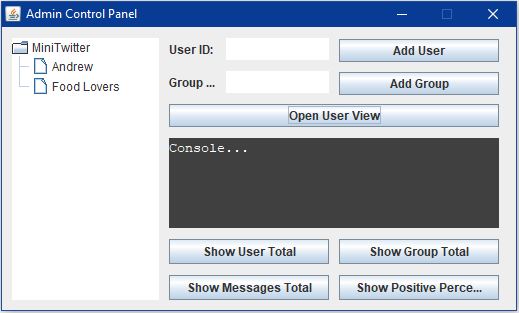 Admin Control Panel
MiniTwitter
Andrew
Food Lovers
User ID:
Add User
Group ...
Add Group
Open User View
Console...
Show User Total
Show Group Total
Show Messages Total
Show Positive Perce...